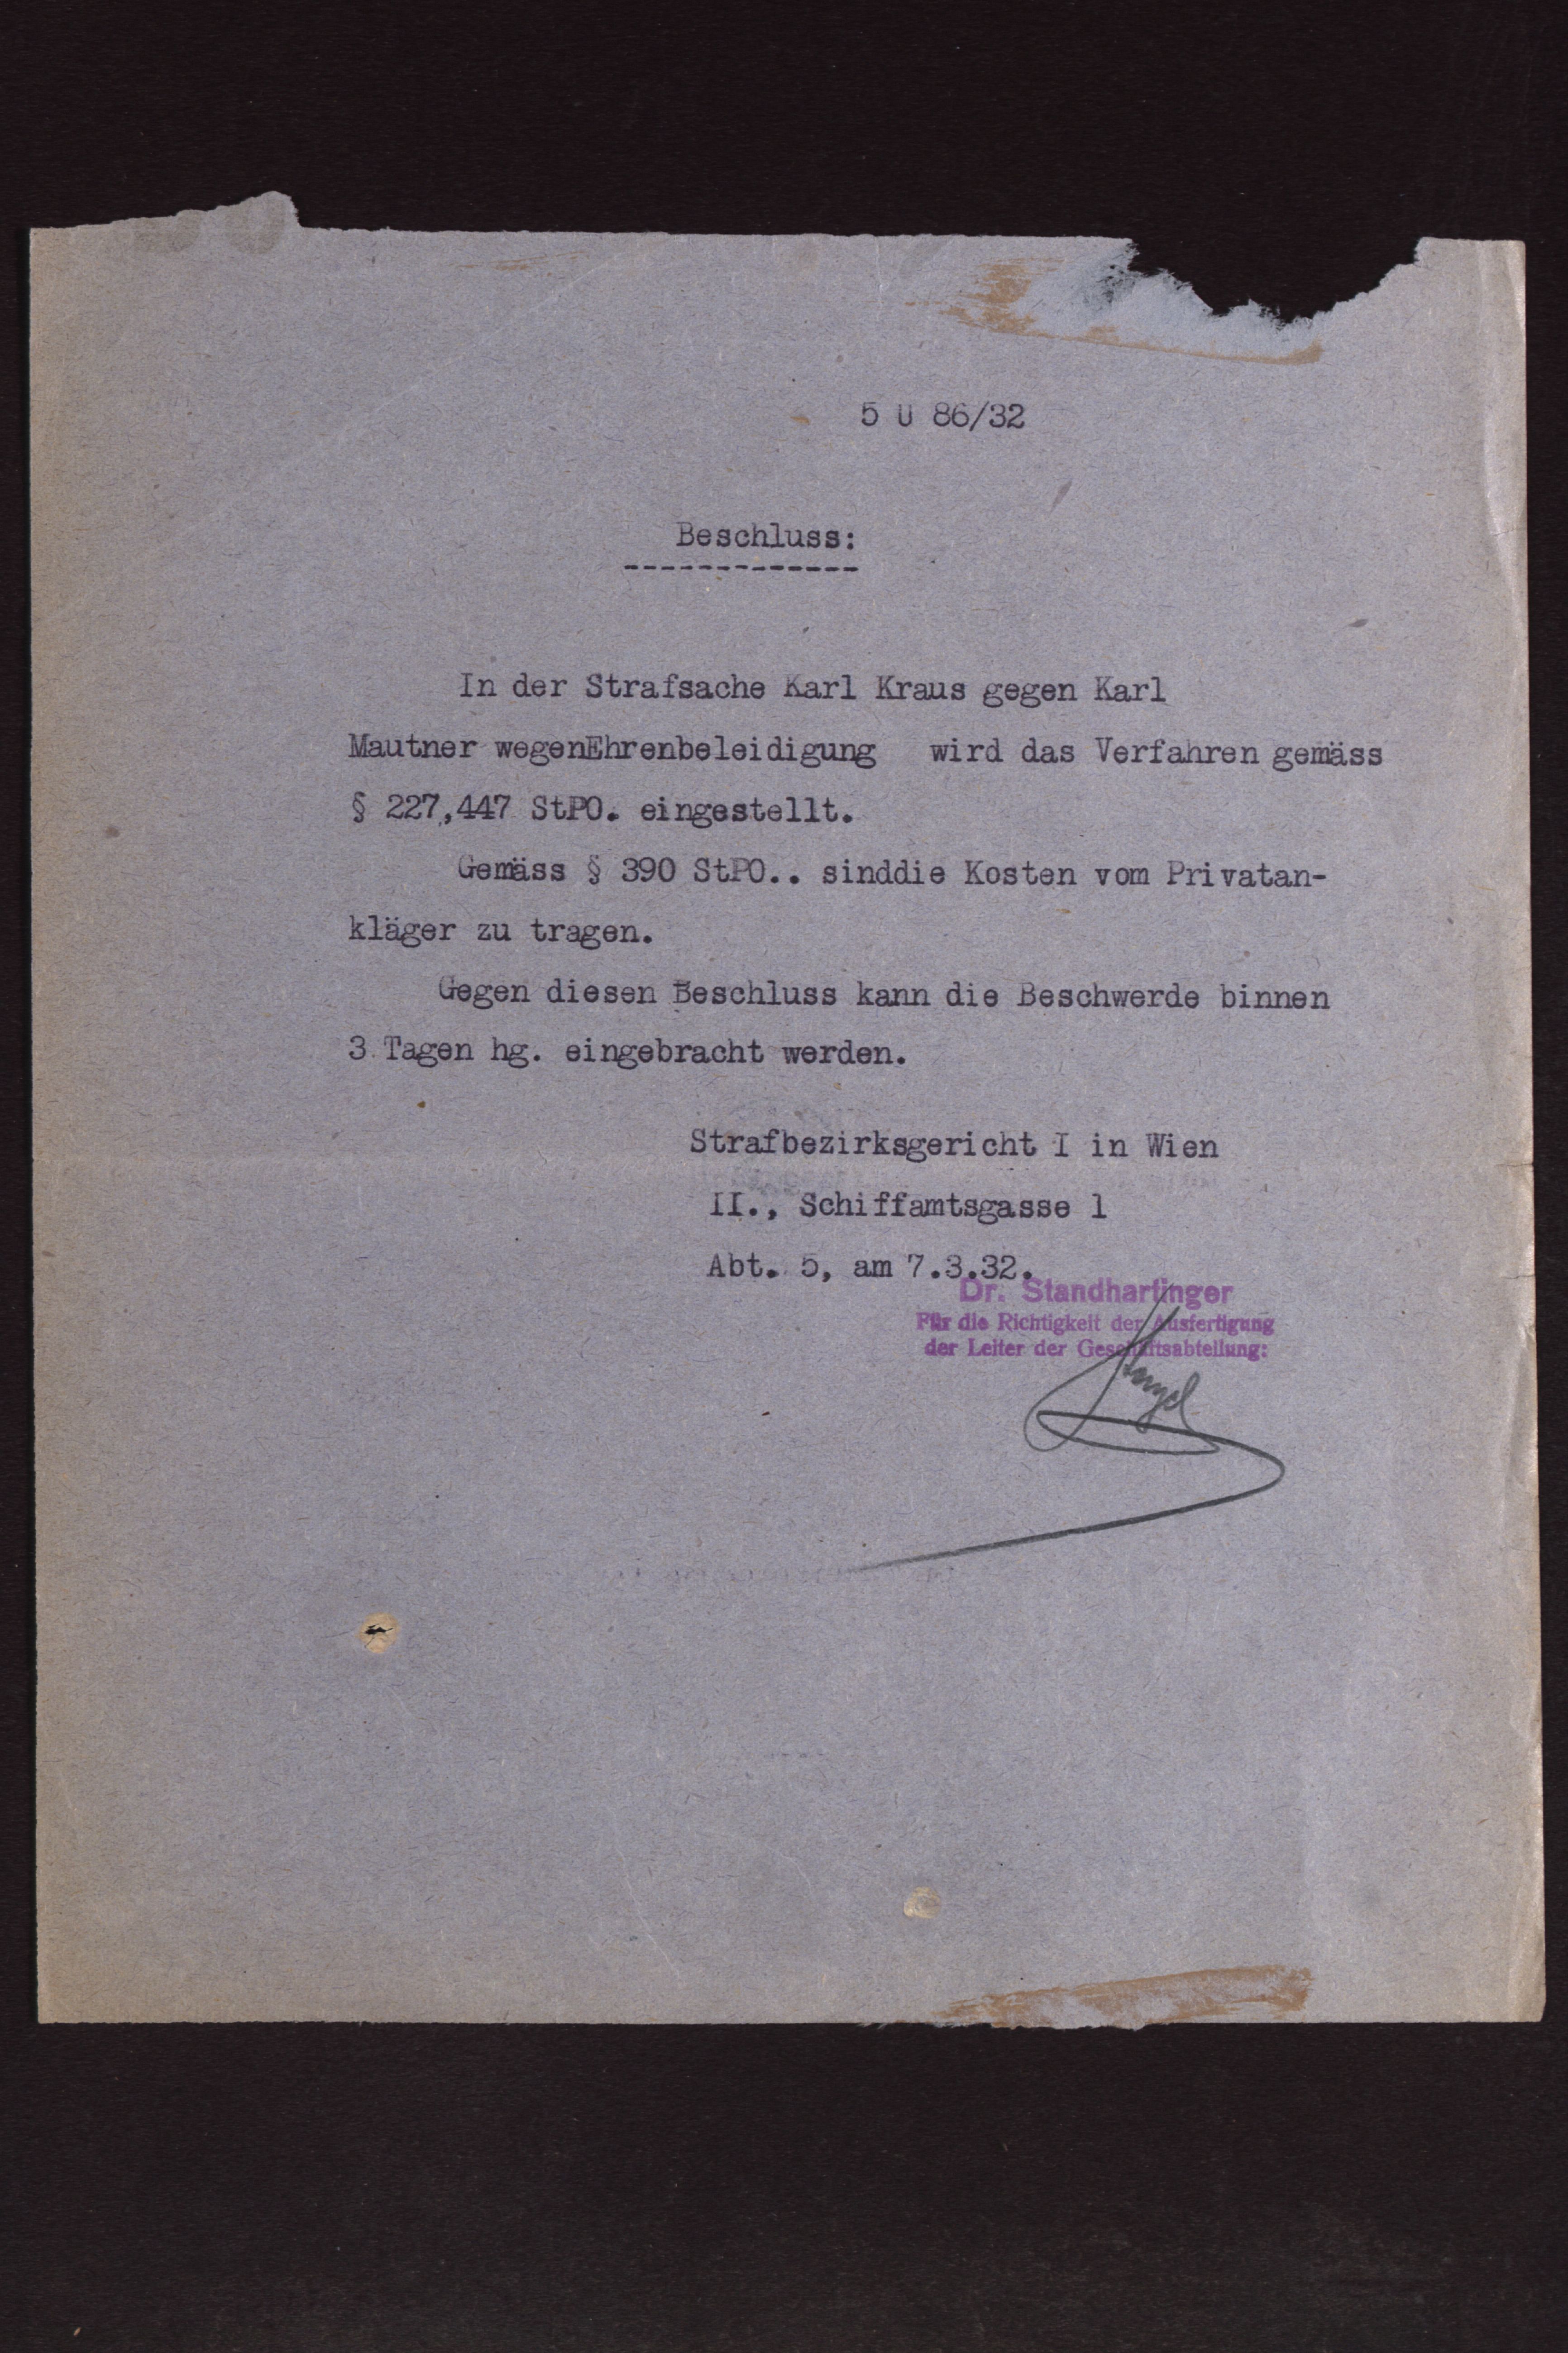 5 U 86/32
Beschluss:
-------------
In der Strafsache Karl Kraus gegen Karl
Mautner wegenEhrenbeleidigung wird das Verfahren gemäss
§ 227,447 StPO. eingestellt.
Gemäss § 390 StPO.. sinddie Kosten vom Privatan-
kläger zu tragen.
Gegen diesen Beschluss kann die Beschwerde binnen
3 Tagen hg. eingebracht werden.
Strafbezirksgericht I in Wien
II., Schiffamtsgasse 1
Abt. 5, am 7.3.32.
Dr. Standhartinger
Für die Richtigkeit der Ausfertigung
der Leiter der Geschäftsabteilung: